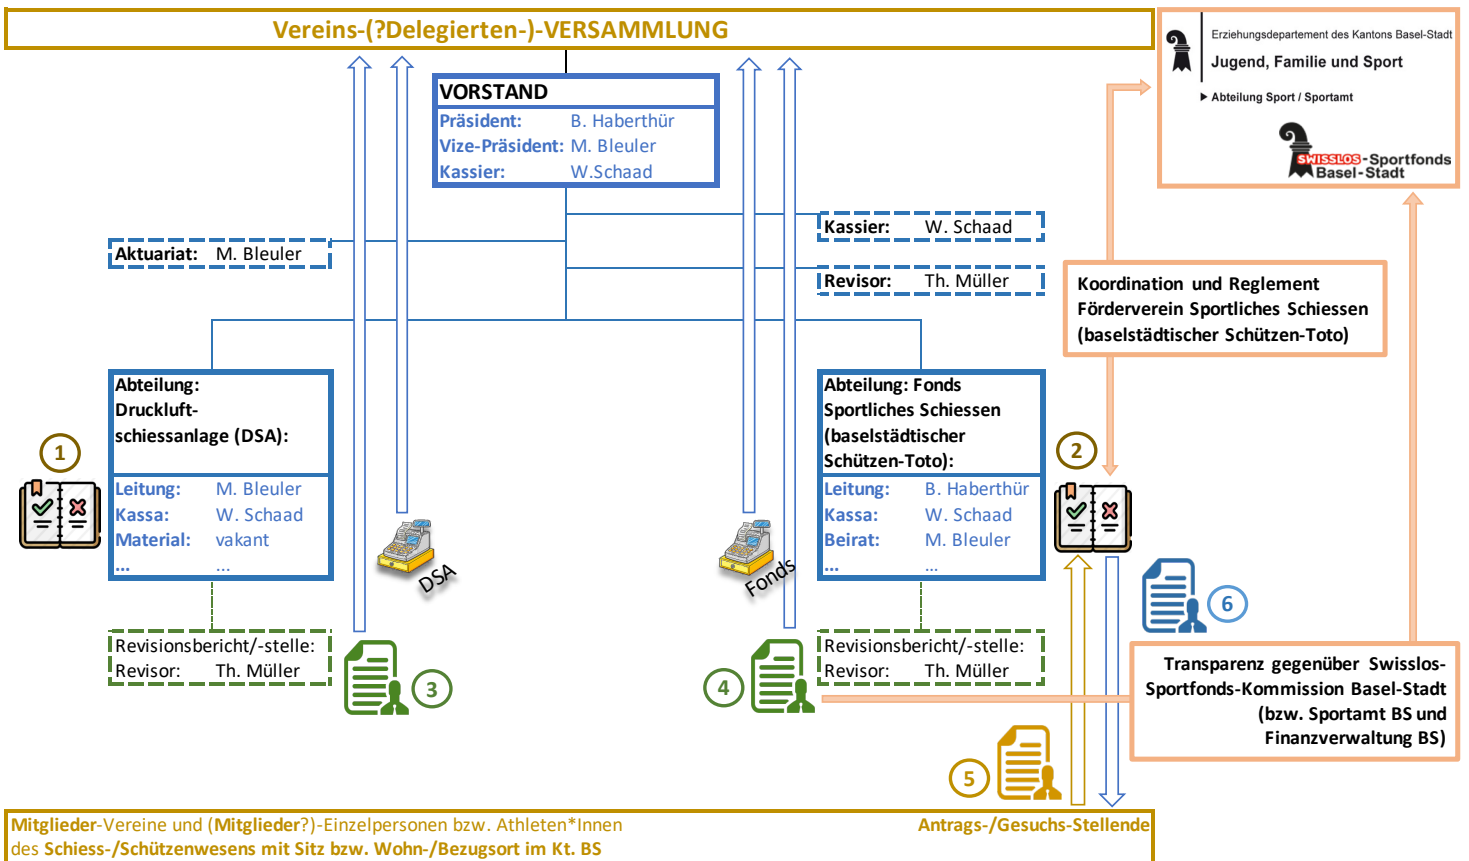 Vereins-(?Delegierten-)-VERSAMMLUNG
Erziehungsdepartement des Kantons Basel-Stadt
Jugend, Familie und Sport
▶ Abteilung Sport / Sportamt
SWISSLOS-Sportfonds
Basel-Stadt
VORSTAND
Präsident: B. Haberthür
Vize-Präsident: M. Bleuler
Kassier: W.Schaad
Kassier: W. Schaad
Aktuariat: M. Bleuler
Revisor: Th. Müller
Koordination und Reglement
Förderverein Sportliches Schiessen
(baselstädtischer Schützen-Toto)
Abteilung:
Druckluft-
schiessanlage (DSA):
Leitung: M. Bleuler
Kassa: W. Schaad
Material: vakant
... ...
1
Abteilung: Fonds
Sportliches Schiessen
(baselstädtischer
Schützen-Toto):
Leitung: B. Haberthür
Kassa: W. Schaad
Beirat: M. Bleuler
... ...
2
DSA
Fonds
Revisionsbericht/-stelle:
Revisor: Th. Müller
3
4
Revisionsbericht/-stelle:
Revisor: Th. Müller
6
Transparenz gegenüber Swisslos-
Sportfonds-Kommission Basel-Stadt
(bzw. Sportamt BS und
Finanzverwaltung BS)
5
Mitglieder-Vereine und (Mitglieder?)-Einzelpersonen bzw. Athleten*Innen
des Schiess-/Schützenwesens mit Sitz bzw. Wohn-/Bezugsort im Kt. BS
Antrags-/Gesuchs-Stellende